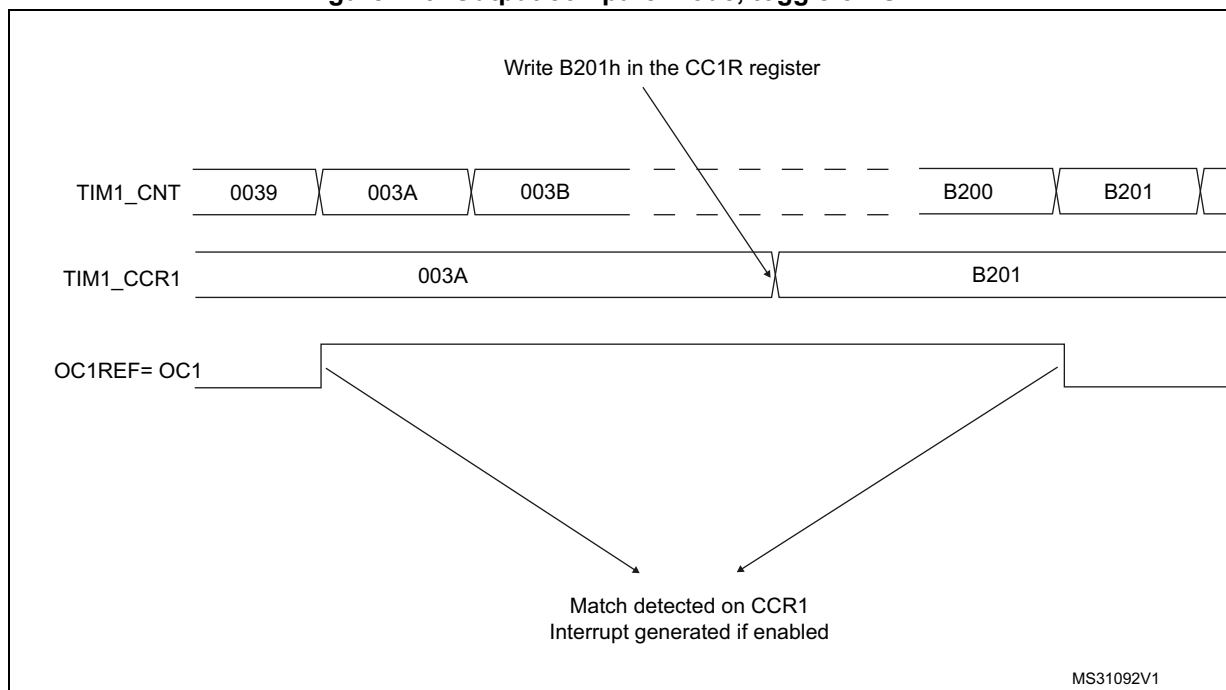 Write B201h in the CC1R register
TIM1_CNT 0039 003A 003B B200 B201
TIM1_CCR1 003A B201
OC1REF= OC1
Match detected on CCR1
Interrupt generated if enabled
MS31092V1